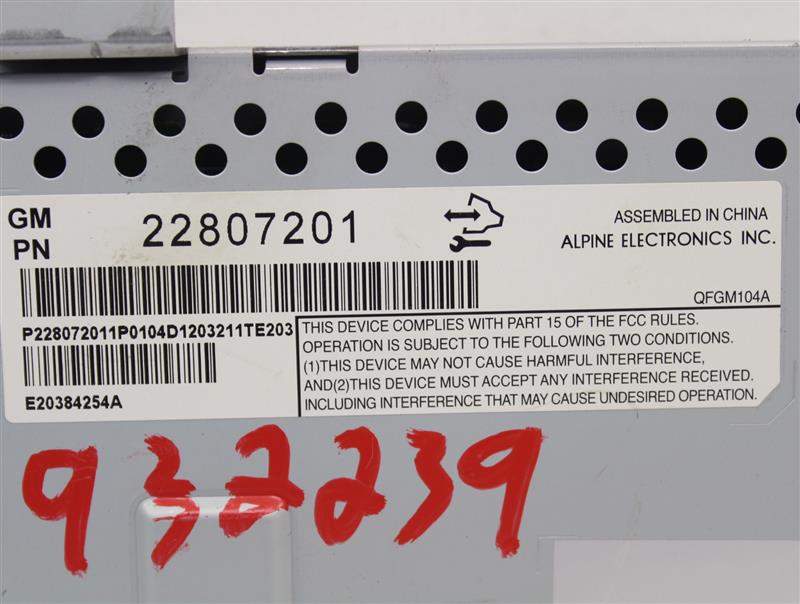 GM
PN
22807201
ASSEMBLED IN CHINA
ALPINE ELECTRONICS INC.
QFGM104A
P228072011P0104D1203211TE203
E20384254A
THIS DEVICE COMPLIES WITH PART 15 OF THE FCC RULES.
OPERATION IS SUBJECT TO THE FOLLOWING TWO CONDITIONS.
(1)THIS DEVICE MAY NOT CAUSE HARMFUL INTERFERENCE,
AND(2)THIS DEVICE MUST ACCEPT ANY INTERFERENCE RECEIVED.
INCLUDING INTERFERENCE THAT MAY CAUSE UNDESIRED OPERATION.
932239